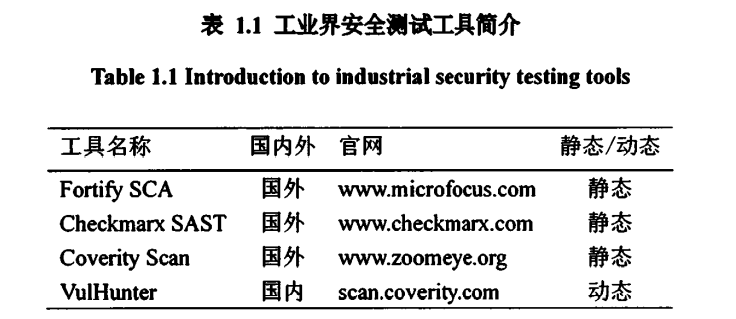 表 1.1 工业界安全测试工具简介
Table 1.1 Introduction to industrial security testing tools
工具名称 国内外 官网 静态/动态
Fortify SCA 国外 www.microfocus.com 静态
Checkmarx SAST 国外 www.checkmarx.com 静态
Coverity Scan 国外 www.zoomeye.org 静态
VulHunter 国内 scan.coverity.com 动态